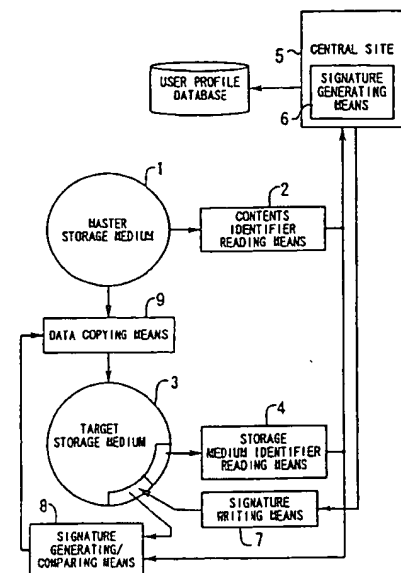 5
CENTRAL SITE
SIGNATURE
GENERATING
MEANS
6
USER PROFILE
DATABASE
1
MASTER
STORAGE MEDIUM
2
CONTENTS
IDENTIFIER
READING MEANS
9
DATA COPYING MEANS
3
TARGET
STORAGE MEDIUM
4
STORAGE
MEDIUM IDENTIFIER
READING MEANS
SIGNATURE
WRITING MEANS
7
8
SIGNATURE
GENERATING/
COMPARING MEANS